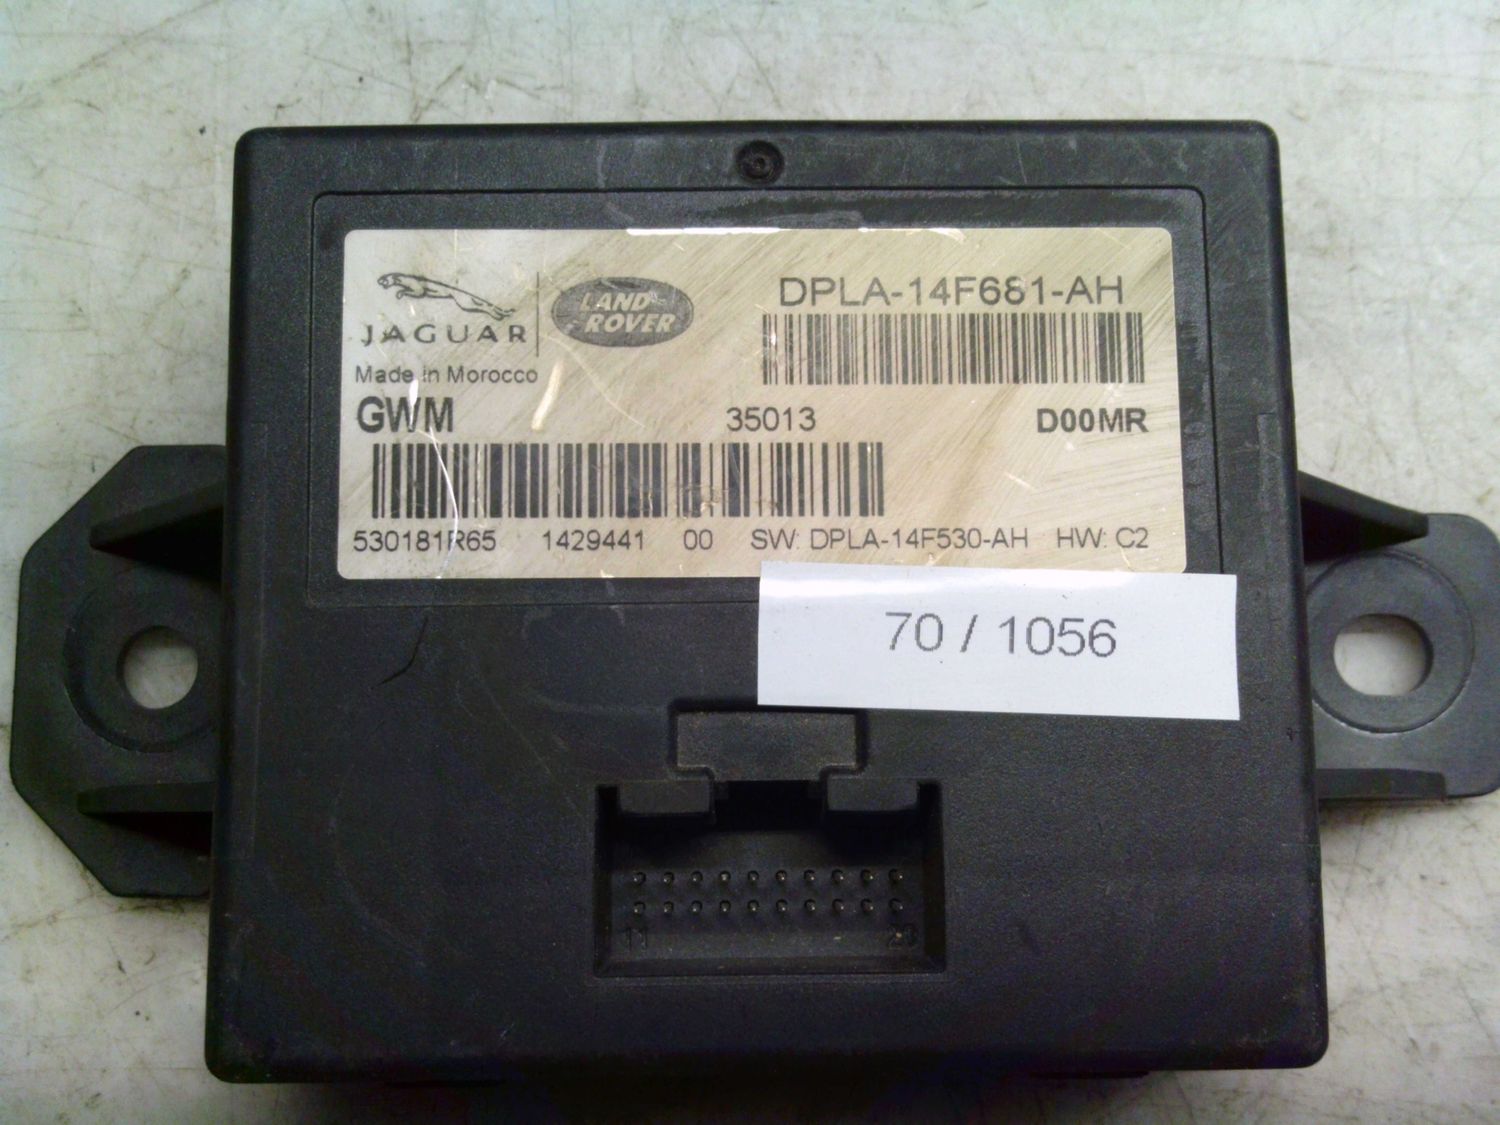 JAGUAR
LAND
ROVER
DPLA-14F681-AH
Made in Morocco
GWM 35013 D00MR
530181R65 1429441 00 SW: DPLA-14F530-AH HW: C2
70 / 1056
11 20